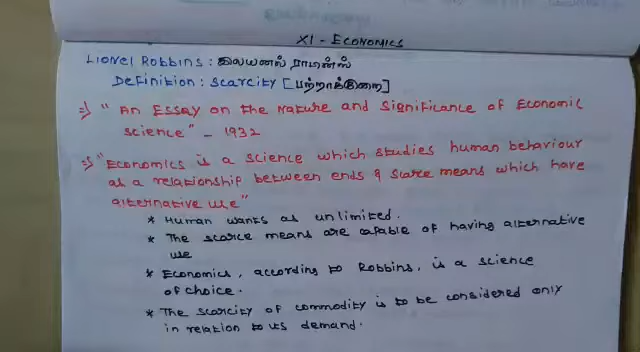 XI - ECONOMICS
Lionel Robbins : லையனஸ் ராபின்ஸ்
Definition : Scarcity [பற்றாக்குறை]
⇒ "An Essay on the Nature and Significance of Economic
Science" - 1932
⇒ "Economics is a science which studies human behaviour
as a relationship between ends & scarce means which have
alternative use"
* Human wants as unlimited.
* The scarce means are capable of having alternative
use
* Economics, according to Robbins, is a science
of choice.
* The scarcity of commodity is to be considered only
in relation to its demand.